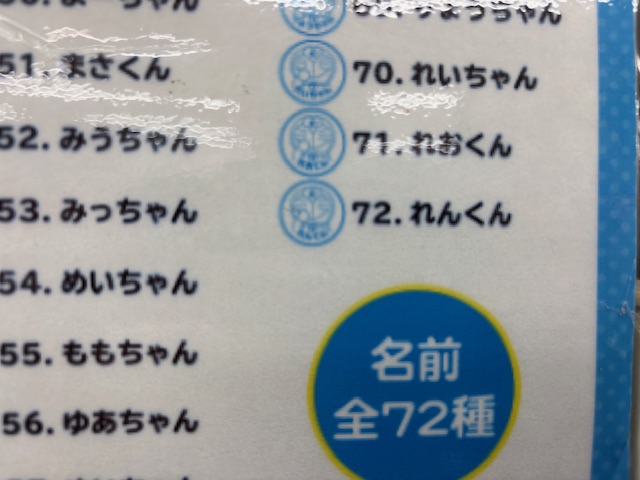 51. まさくん
52. みうちゃん
53. みっちゃん
54. めいちゃん
55. ももちゃん
56. ゆあちゃん
70. れいちゃん
71. れおくん
72. れんくん
名前
全72種